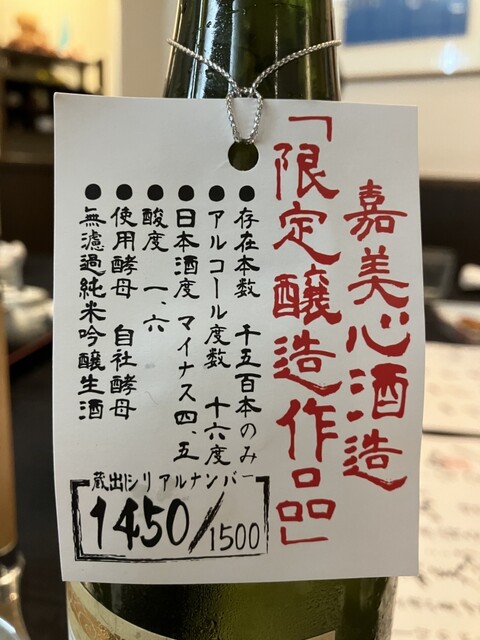 嘉美心酒造
「限定醸造作品」
●存在本数 千五百本のみ
●アルコール度数 十六度
●日本酒度 マイナス四、五
●酸度 一、六
●使用酵母 自社酵母
●無濾過純米吟醸生酒
蔵出しシリアルナンバー
1450/1500